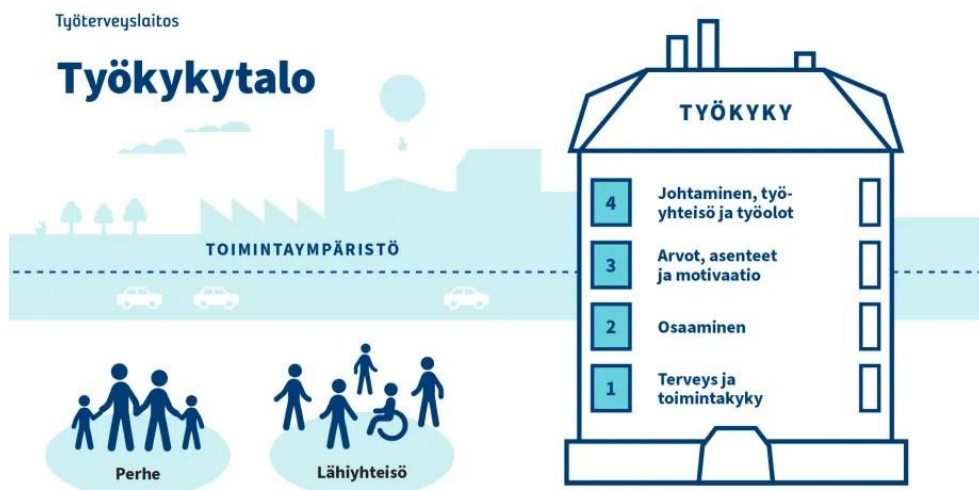 Työterveyslaitos
Työkykytalo
TYÖKYKY
4
Johtaminen, työ-
yhteisö ja työolot
3
Arvot, asenteet
ja motivaatio
2
Osaaminen
1
Terveys ja
toimintakyky
TOIMINTAYMPÄRISTÖ
Perhe
Lähiyhteisö